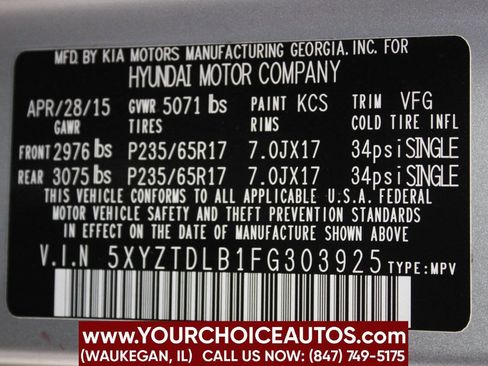 MFD. BY KIA MOTORS MANUFACTURING GEORGIA. INC. FOR
HYUNDAI MOTOR COMPANY
APR/28/15 GVWR 5071 lbs PAINT KCS TRIM VFG
GAWR TIRES RIMS COLD TIRE INFL
FRONT 2976 lbs P235/65R17 7.0JX17 34psi SINGLE
REAR 3075 lbs P235/65R17 7.0JX17 34psi SINGLE
THIS VEHICLE CONFORMS TO ALL APPLICABLE U.S.A. FEDERAL
MOTOR VEHICLE SAFETY AND THEFT PREVENTION STANDARDS
IN EFFECT ON THE DATE OF MANUFACTURE SHOWN ABOVE.
V.I.N 5XYZTDLB1FG303925 TYPE:MPV
WWW.YOURCHOICEAUTOS.COM
(WAUKEGAN, IL) CALL US NOW: (847) 749-5175